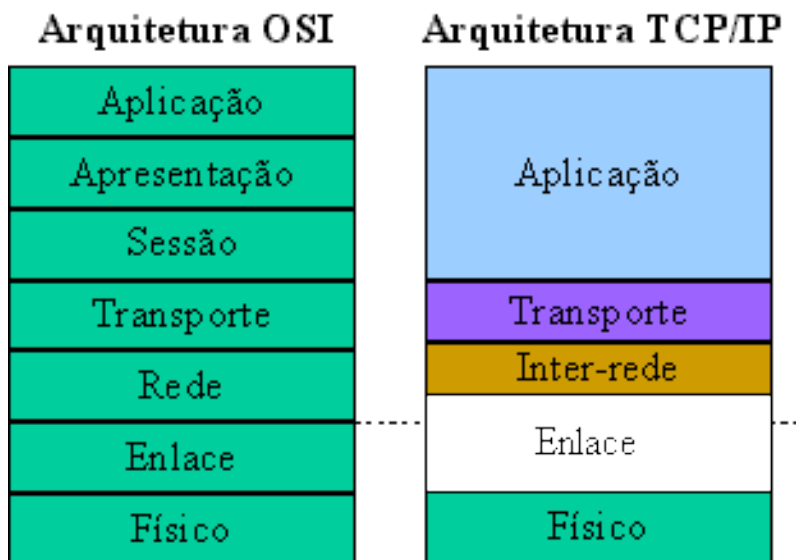 Arquitetura OSI
Aplicação
Apresentação
Sessão
Transporte
Rede
Enlace
Físico
Arquitetura TCP/IP
Aplicação
Transporte
Inter-rede
Enlace
Físico